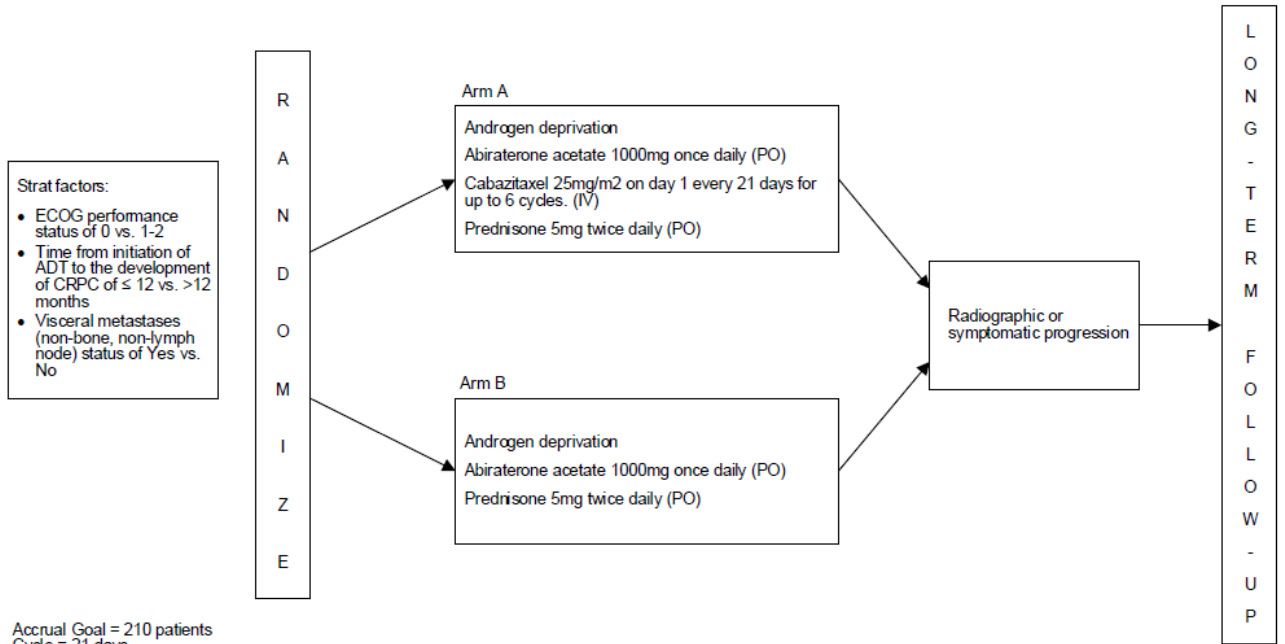 Strat factors:
• ECOG performance
status of 0 vs. 1-2
• Time from initiation of
ADT to the development
of CRPC of ≤ 12 vs. >12
months
• Visceral metastases
(non-bone, non-lymph
node) status of Yes vs.
No
R
A
N
D
O
M
I
Z
E
Arm A
Androgen deprivation
Abiraterone acetate 1000mg once daily (PO)
Cabazitaxel 25mg/m2 on day 1 every 21 days for
up to 6 cycles. (IV)
Prednisone 5mg twice daily (PO)
Arm B
Androgen deprivation
Abiraterone acetate 1000mg once daily (PO)
Prednisone 5mg twice daily (PO)
Radiographic or
symptomatic progression
L
O
N
G
-
T
E
R
M
F
O
L
L
O
W
-
U
P
Accrual Goal = 210 patients
Cycle = 21 days